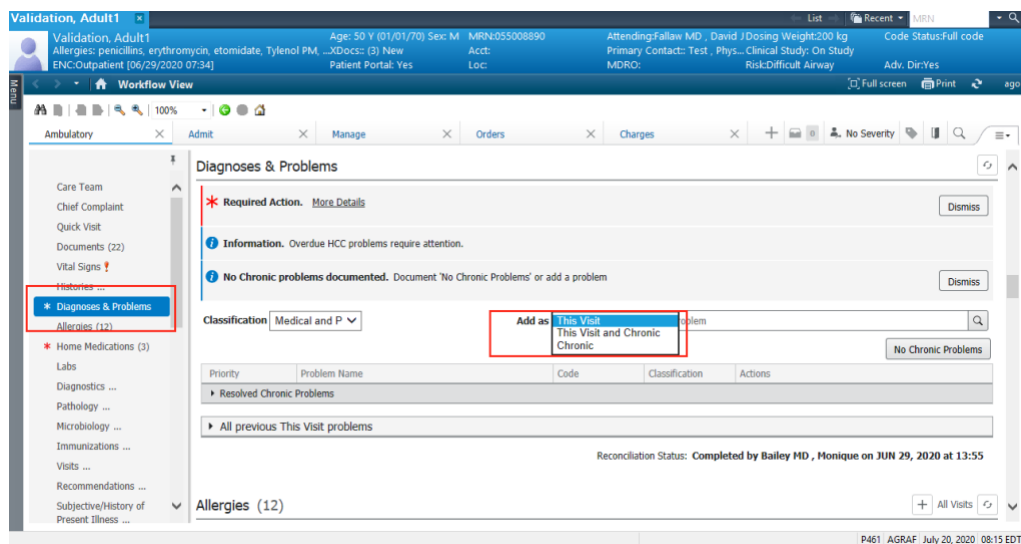 Validation, Adult1
List
Recent
MRN
Validation, Adult1
Age: 50 Y (01/01/70) Sex: M
MRN:055008890
Attending:Fallaw MD , David J
Dosing Weight:200 kg
Code Status:Full code
Allergies: penicillins, erythromycin, etomidate, Tylenol PM, ...
XDocs:: (3) New
Acct:
Primary Contact:: Test , Phys...
Clinical Study: On Study
ENC:Outpatient [06/29/2020 07:34]
Patient Portal: Yes
Loc:
MDRO:
Risk:Difficult Airway
Adv. Dir:Yes
Menu
Workflow View
Full screen
Print
ago
100%
Ambulatory
Admit
Manage
Orders
Charges
0
No Severity
Care Team
Chief Complaint
Quick Visit
Documents (22)
Vital Signs
Histories ...
Diagnoses & Problems
Allergies (12)
Home Medications (3)
Labs
Diagnostics ...
Pathology ...
Microbiology ...
Immunizations ...
Visits ...
Recommendations ...
Subjective/History of
Present Illness ...
Diagnoses & Problems
Required Action. More Details
Dismiss
Information. Overdue HCC problems require attention.
No Chronic problems documented. Document 'No Chronic Problems' or add a problem
Dismiss
Classification Medical and P
Add as This Visit
This Visit and Chronic
Chronic
No Chronic Problems
Priority
Problem Name
Code
Classification
Actions
Resolved Chronic Problems
All previous This Visit problems
Reconciliation Status: Completed by Bailey MD , Monique on JUN 29, 2020 at 13:55
Allergies (12)
All Visits
P461 AGRAF July 20, 2020 08:15 EDT